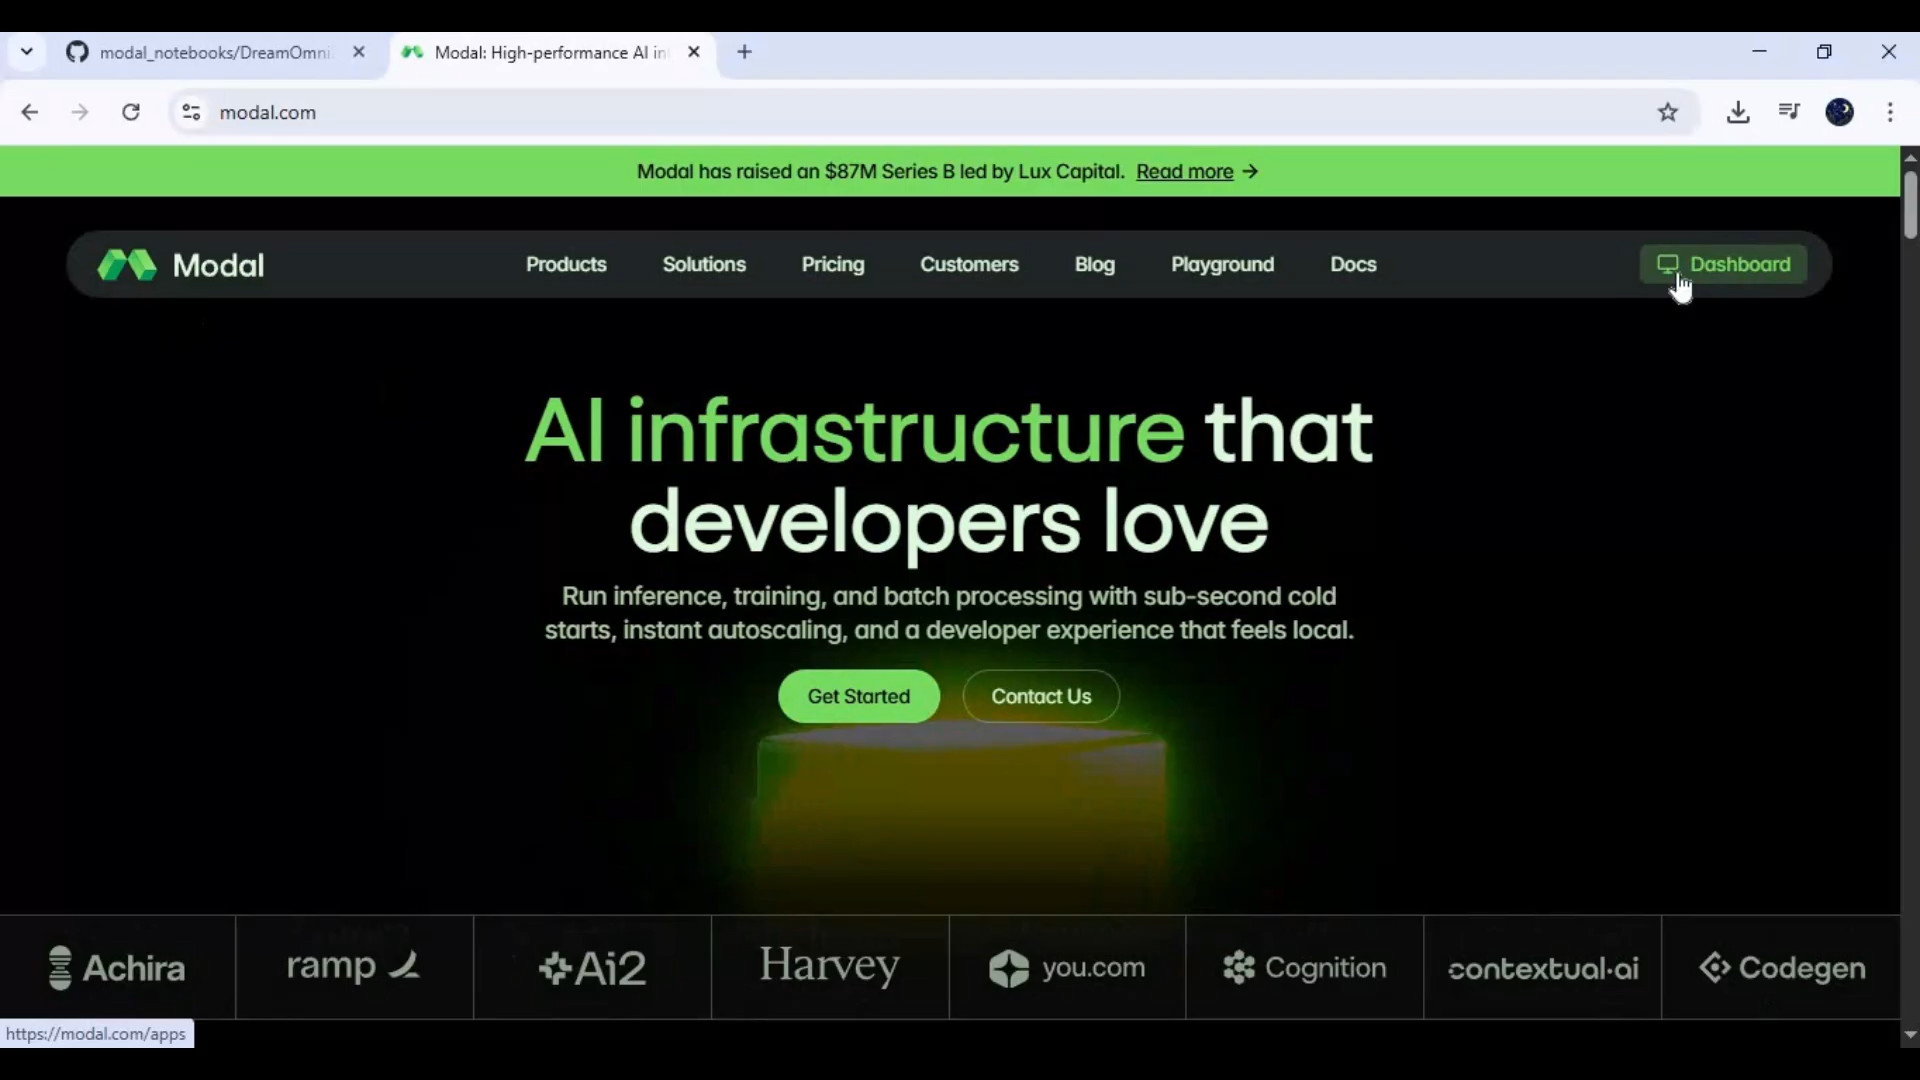 modal_notebooks/DreamOmni
Modal: High-performance AI in
modal.com
Modal has raised an $87M Series B led by Lux Capital. Read more →
Modal
Products
Solutions
Pricing
Customers
Blog
Playground
Docs
Dashboard
AI infrastructure that
developers love
Run inference, training, and batch processing with sub-second cold
starts, instant autoscaling, and a developer experience that feels local.
Get Started
Contact Us
Achira
ramp
Ai2
Harvey
you.com
Cognition
contextual·ai
Codegen
https://modal.com/apps